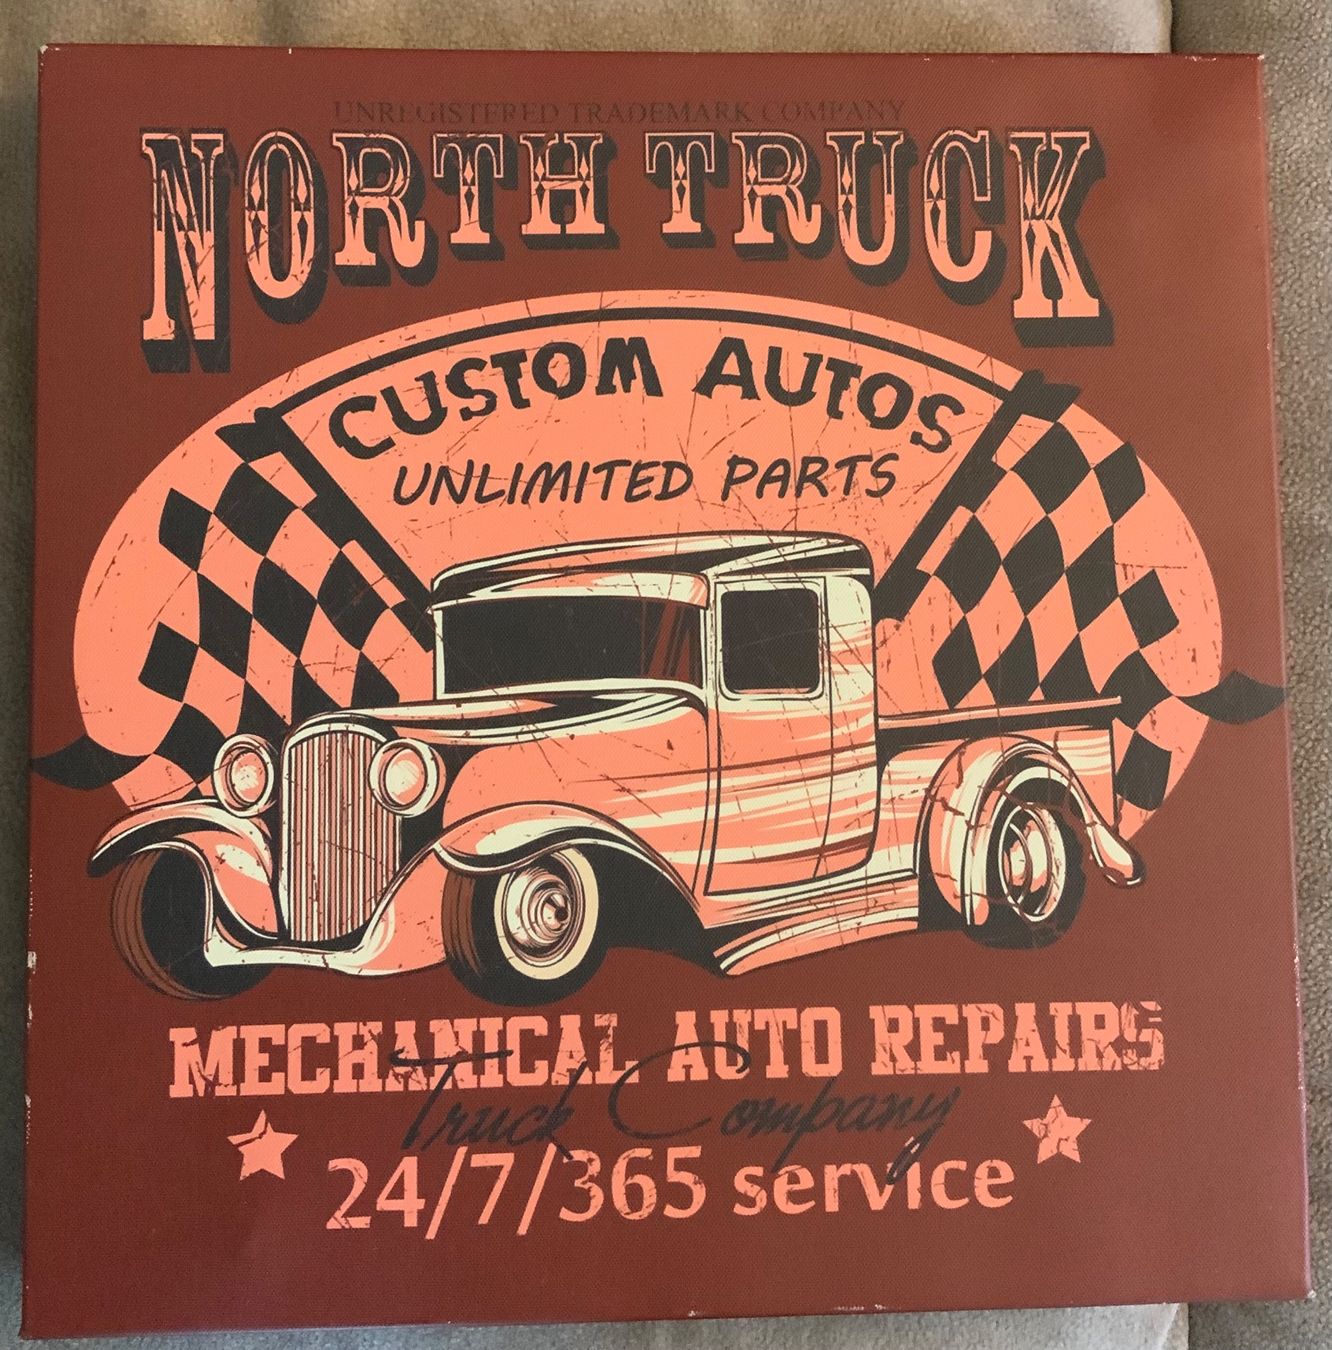 UNREGISTERED TRADEMARK COMPANY
NORTH TRUCK
CUSTOM AUTOS
UNLIMITED PARTS
MECHANICAL AUTO REPAIRS
Truck Company
24/7/365 service